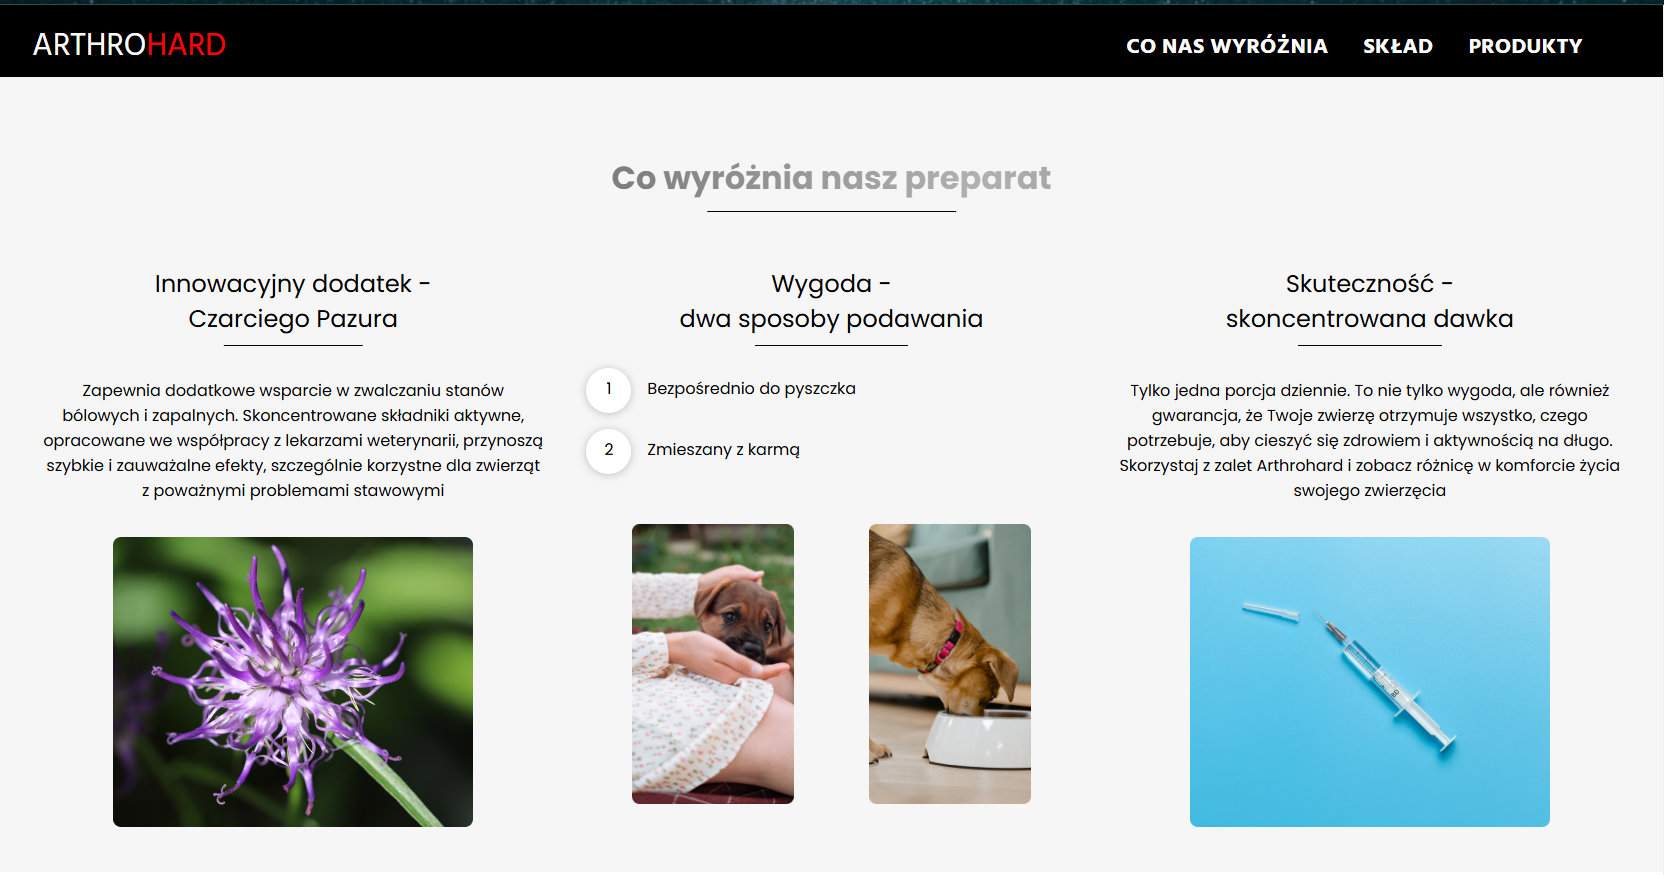 ARTHROHARD
CO NAS WYRÓŻNIA
SKŁAD
PRODUKTY
Co wyróżnia nasz preparat
Innowacyjny dodatek -
Czarciego Pazura
Zapewnia dodatkowe wsparcie w zwalczaniu stanów
bólowych i zapalnych. Skoncentrowane składniki aktywne,
opracowane we współpracy z lekarzami weterynarii, przynoszą
szybkie i zauważalne efekty, szczególnie korzystne dla zwierząt
z poważnymi problemami stawowymi
Wygoda -
dwa sposoby podawania
1 Bezpośrednio do pyszczka
2 Zmieszany z karmą
Skuteczność -
skoncentrowana dawka
Tylko jedna porcja dziennie. To nie tylko wygoda, ale również
gwarancja, że Twoje zwierzę otrzymuje wszystko, czego
potrzebuje, aby cieszyć się zdrowiem i aktywnością na długo.
Skorzystaj z zalet Arthrohard i zobacz różnicę w komforcie życia
swojego zwierzęcia